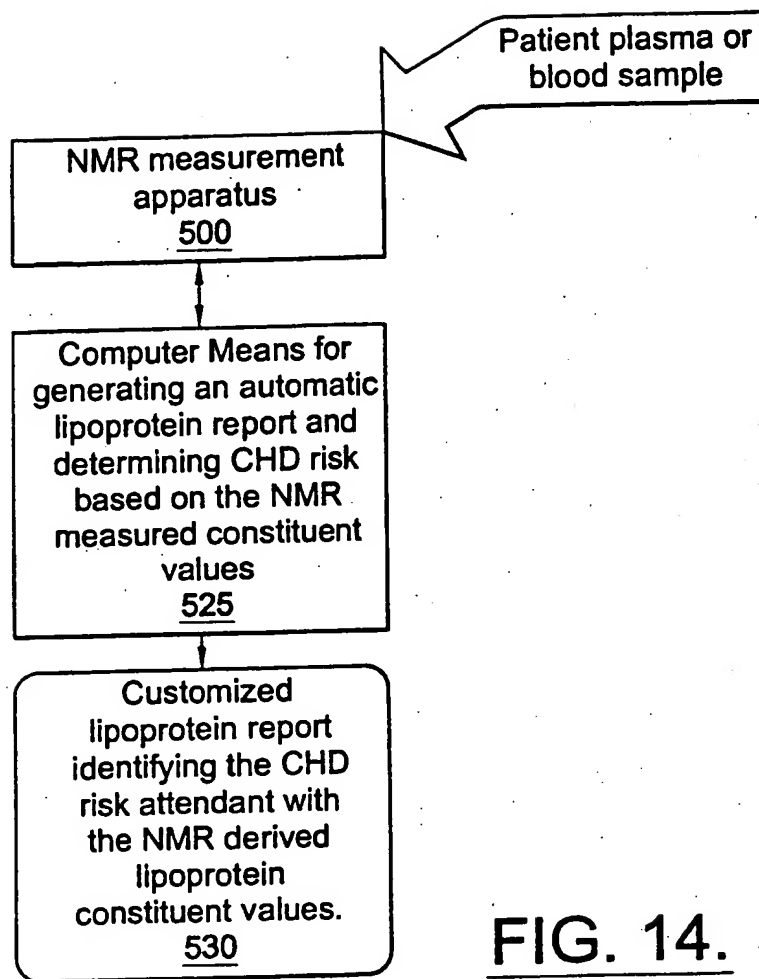 Patient plasma or
blood sample
NMR measurement
apparatus
500
Computer Means for
generating an automatic
lipoprotein report and
determining CHD risk
based on the NMR
measured constituent
values
525
Customized
lipoprotein report
identifying the CHD
risk attendant with
the NMR derived
lipoprotein
constituent values.
530
FIG. 14.